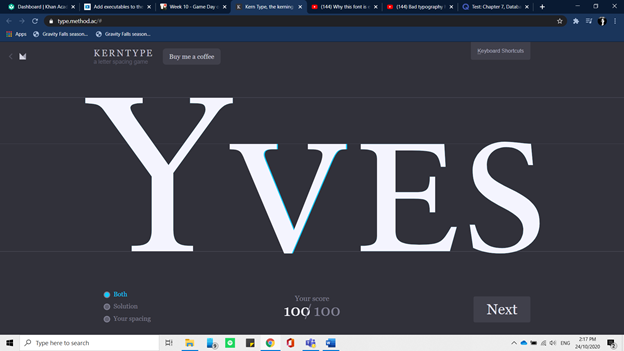 Dashboard | Khan Aca
Add executables to the
Week 10 - Game Day
Kern Type, the kerning
(144) Why this font is
(144) Bad typography
Test: Chapter 7, Databa
type.method.ac/#
Apps
Gravity Falls season...
Gravity Falls season...
KERNTYPE
a letter spacing game
Buy me a coffee
Keyboard Shortcuts
YVES
Both
Solution
Your spacing
Your score
100/100
Next
Type here to search
ENG
2:17 PM
24/10/2020